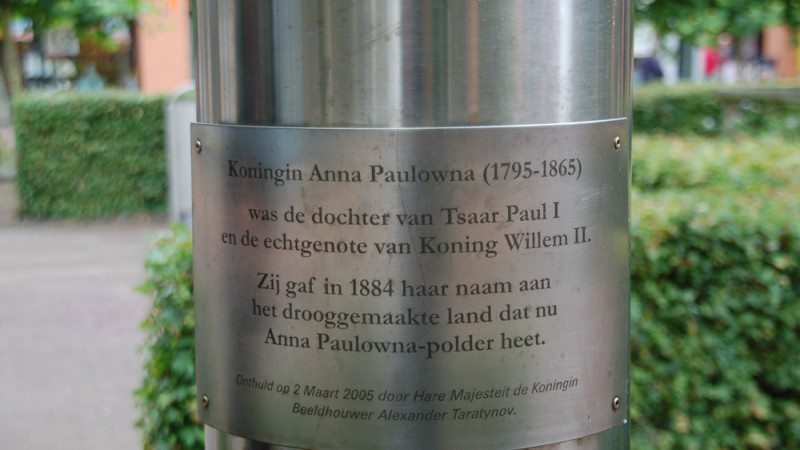 Koningin Anna Paulowna (1795-1865)
was de dochter van Tsaar Paul I
en de echtgenote van Koning Willem II.
Zij gaf in 1884 haar naam aan
het drooggemaakte land dat nu
Anna Paulowna-polder heet.
Onthuld op 2 Maart 2005 door Hare Majesteit de Koningin
Beeldhouwer Alexander Taratynov.